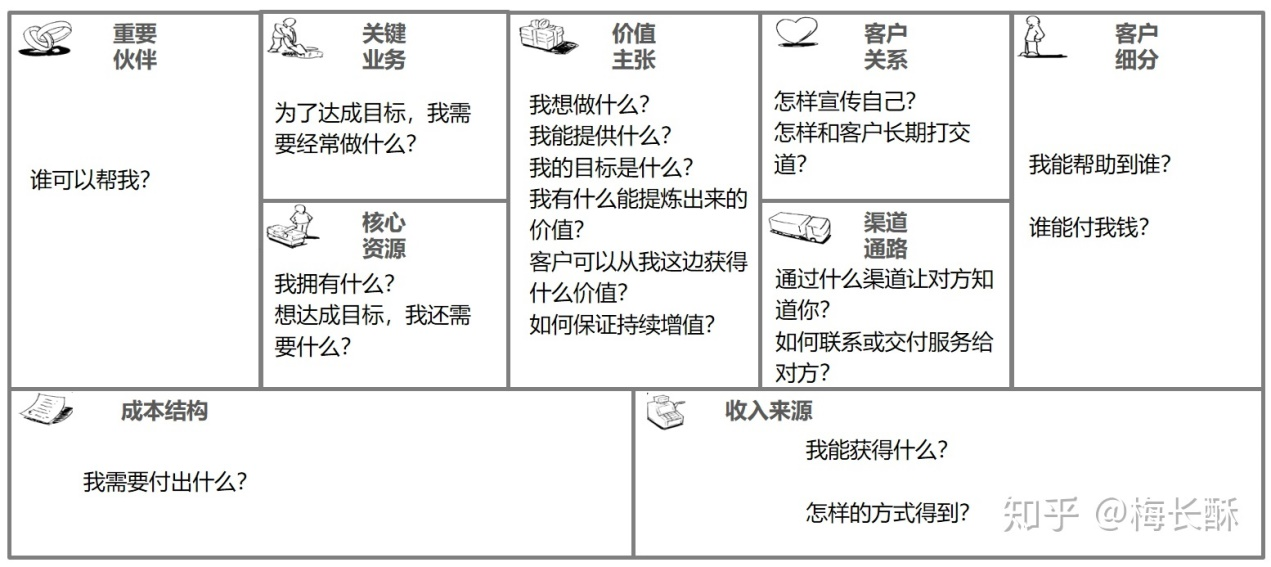 重要
伙伴
谁可以帮我？
关键
业务
为了达成目标，我需
要经常做什么？
核心
资源
我拥有什么？
想达成目标，我还需
要什么？
价值
主张
我想做什么？
我能提供什么？
我的目标是什么？
我有什么能提炼出来的
价值？
客户可以从我这边获得
什么价值？
如何保证持续增值？
客户
关系
怎样宣传自己？
怎样和客户长期打交
道？
渠道
通路
通过什么渠道让对方知
道你？
如何联系或交付服务给
对方？
客户
细分
我能帮助到谁？
谁能付我钱？
成本结构
我需要付出什么？
收入来源
我能获得什么？
怎样的方式得到？
知乎 @梅长酥